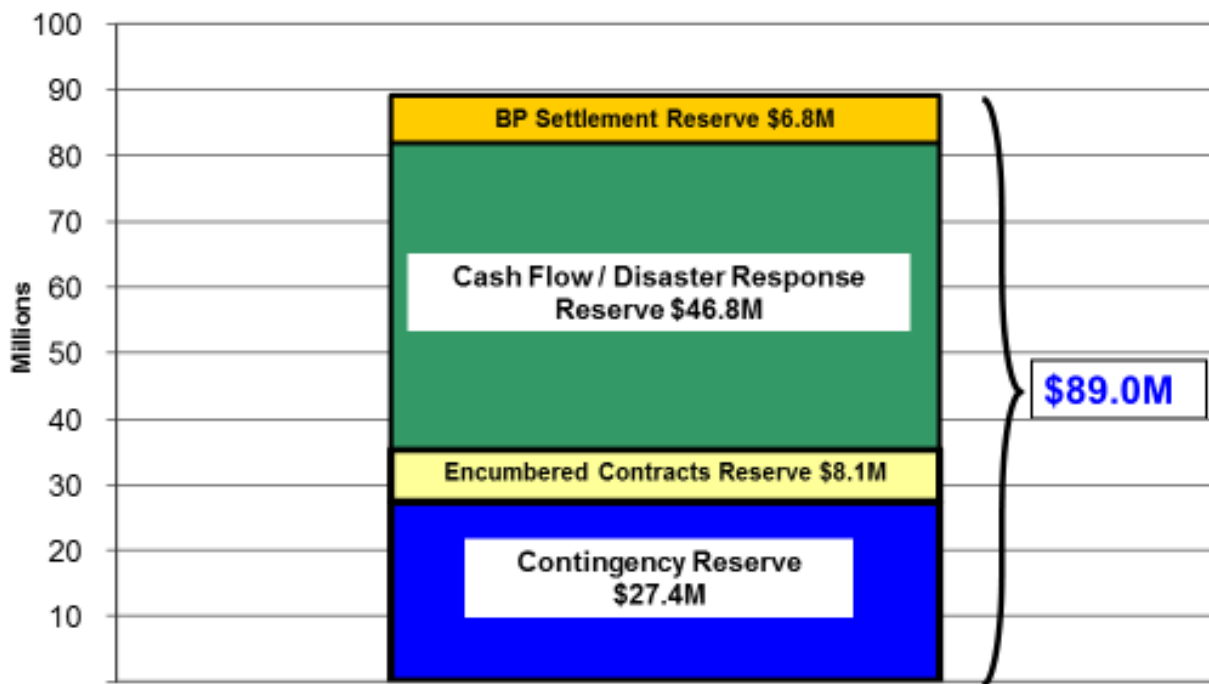 100
90
80
70
60
50
40
30
20
10
Millions
BP Settlement Reserve $6.8M
Cash Flow / Disaster Response
Reserve $46.8M
Encumbered Contracts Reserve $8.1M
Contingency Reserve
$27.4M
$89.0M